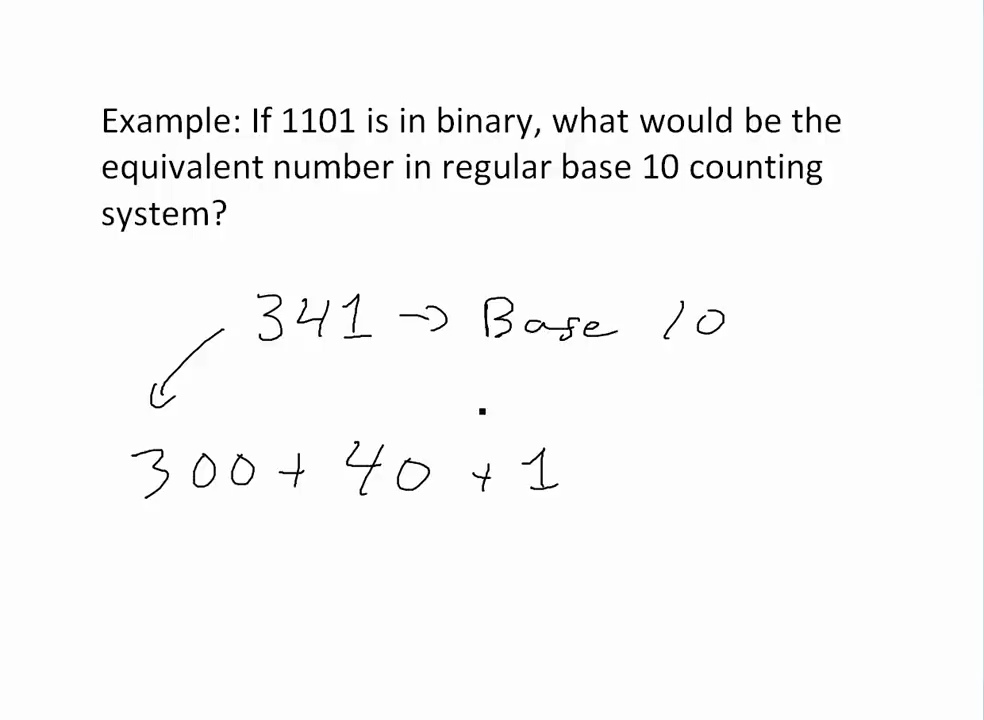 Example: If 1101 is in binary, what would be the
equivalent number in regular base 10 counting
system?
341 → Base 10
300 + 40 + 1